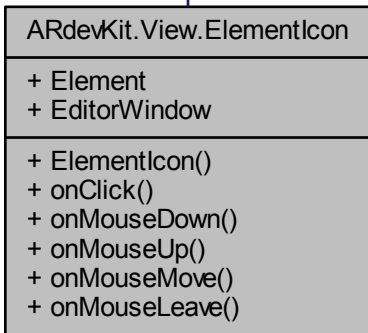 ARdevKit.View.ElementIcon
+ Element
+ EditorWindow
+ ElementIcon()
+ onClick()
+ onMouseDown()
+ onMouseUp()
+ onMouseMove()
+ onMouseLeave()